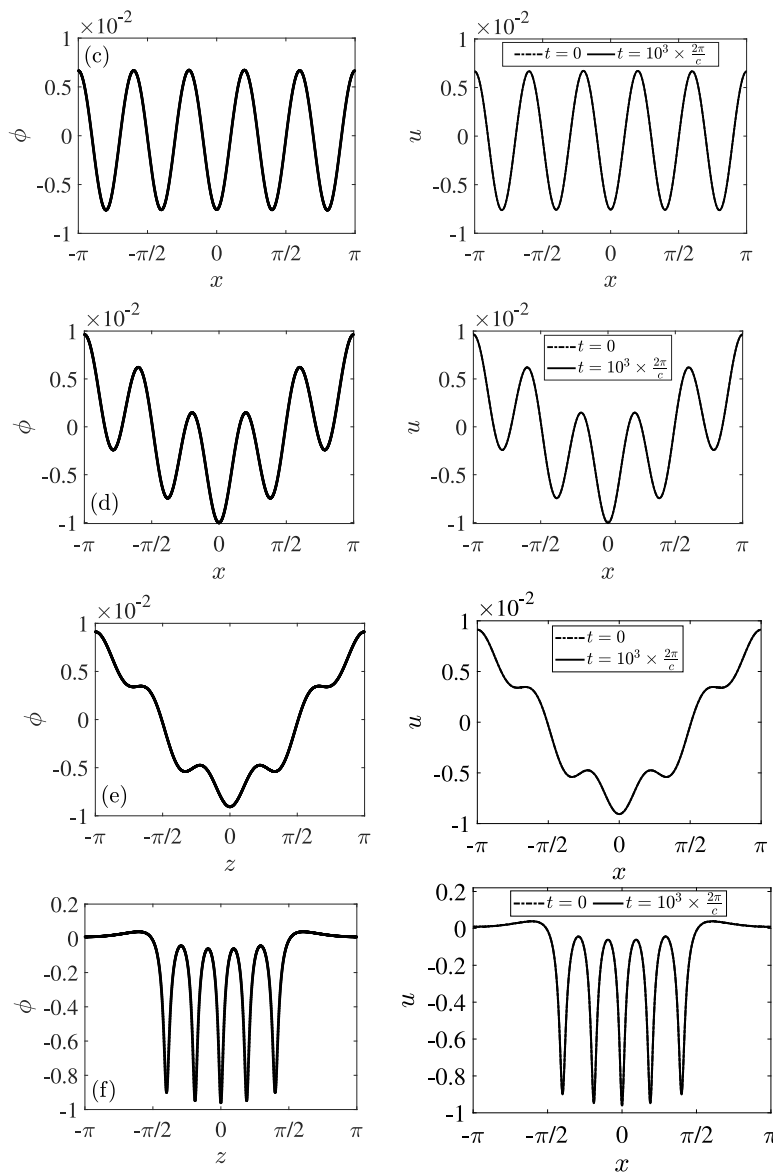 ×10⁻² ×10⁻²
1 (c) 1 t = 0 t = 10³ × 2π/c
0.5 0.5
ϕ 0 u 0
-0.5 -0.5
-1 -1
-π -π/2 0 π/2 π -π -π/2 0 π/2 π
x x
×10⁻² ×10⁻²
1 1 t = 0
0.5 0.5 t = 10³ × 2π/c
ϕ 0 u 0
-0.5 -0.5
(d)
-1 -1
-π -π/2 0 π/2 π -π -π/2 0 π/2 π
x x
×10⁻² ×10⁻²
1 1 t = 0
0.5 0.5 t = 10³ × 2π/c
ϕ 0 u 0
-0.5 -0.5
(e)
-1 -1
-π -π/2 0 π/2 π -π -π/2 0 π/2 π
z x
0.2 0.2 t = 0 t = 10³ × 2π/c
0 0
-0.2 -0.2
-0.4 -0.4
ϕ u
-0.6 -0.6
-0.8 -0.8
(f)
-1 -1
-π -π/2 0 π/2 π -π -π/2 0 π/2 π
z x